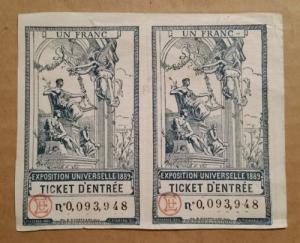 UN FRANC
EXPOSITION UNIVERSELLE 1889
TICKET D'ENTRÉE
n° 0,093,948
UN FRANC
EXPOSITION UNIVERSELLE 1889
TICKET D'ENTRÉE
n° 0,093,948